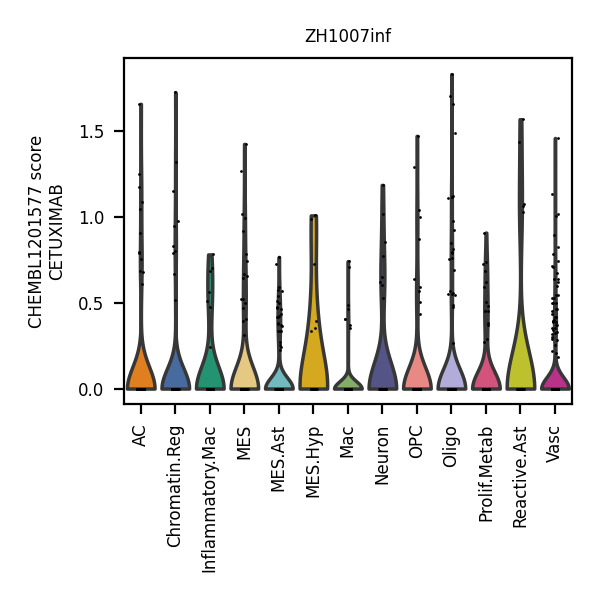 ZH1007inf
CHEMBL1201577 score
CETUXIMAB
1.5
1.0
0.5
0.0
AC
Chromatin.Reg
Inflammatory.Mac
MES
MES.Ast
MES.Hyp
Mac
Neuron
OPC
Oligo
Prolif.Metab
Reactive.Ast
Vasc